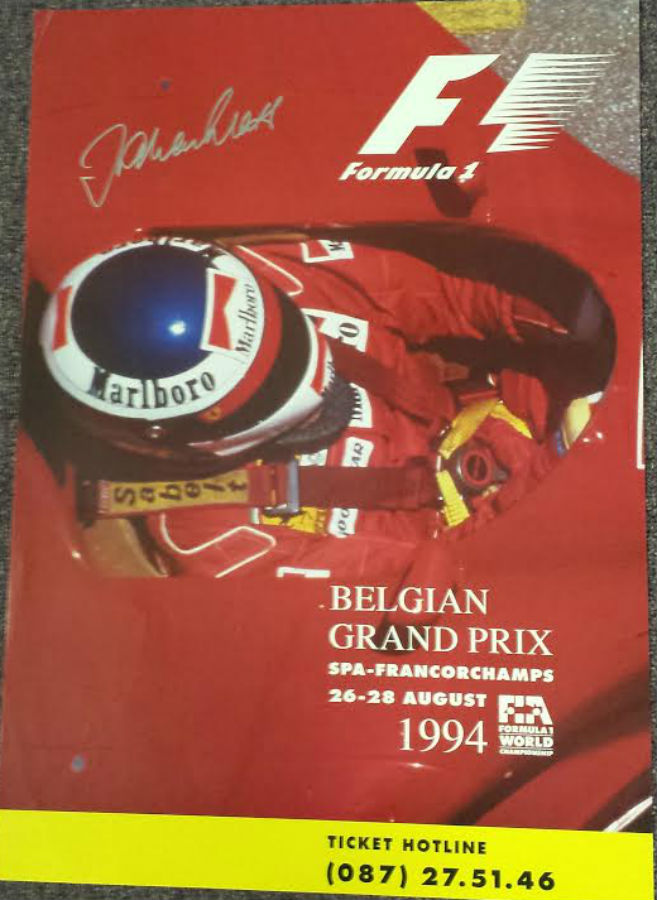 Formula 1
Marlboro
Marlboro
Sabelt
BELGIAN
GRAND PRIX
SPA-FRANCORCHAMPS
26-28 AUGUST
1994
FIA
FORMULA 1
WORLD
CHAMPIONSHIP
TICKET HOTLINE
(087) 27.51.46